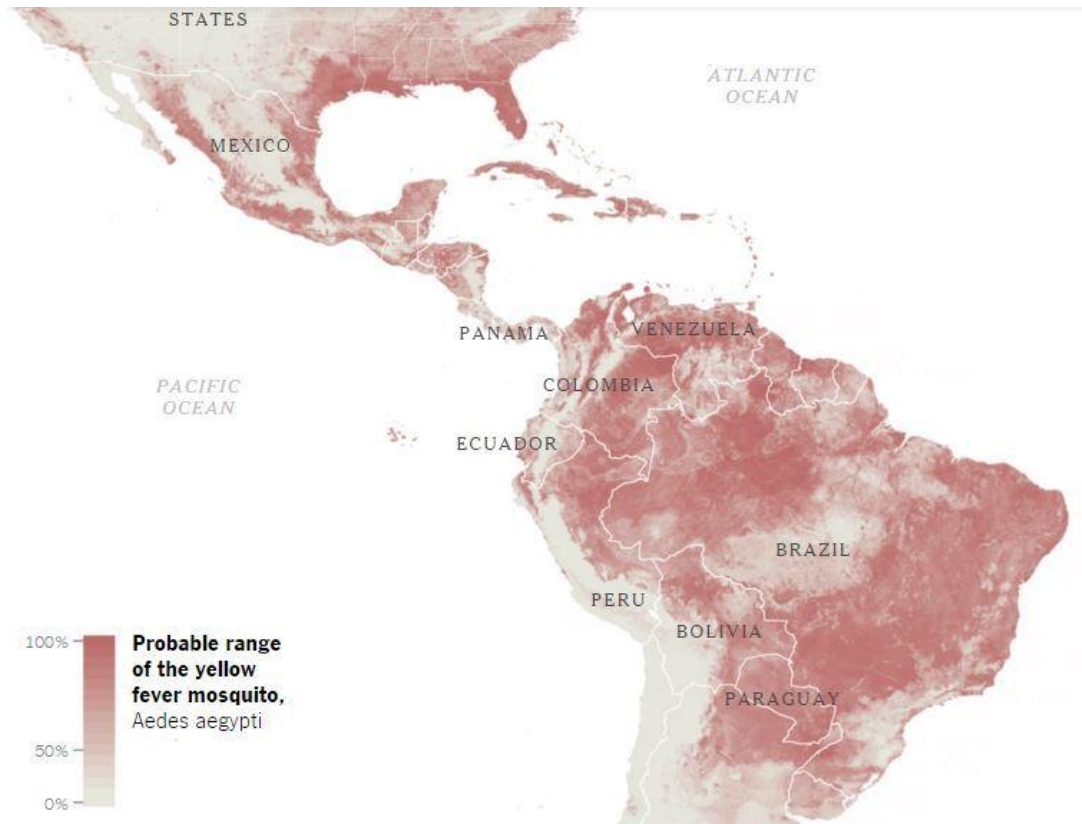 STATES
ATLANTIC
OCEAN
MEXICO
PANAMA
VENEZUELA
PACIFIC
OCEAN
COLOMBIA
ECUADOR
BRAZIL
PERU
BOLIVIA
PARAGUAY
100%
50%
0%
Probable range
of the yellow
fever mosquito,
Aedes aegypti